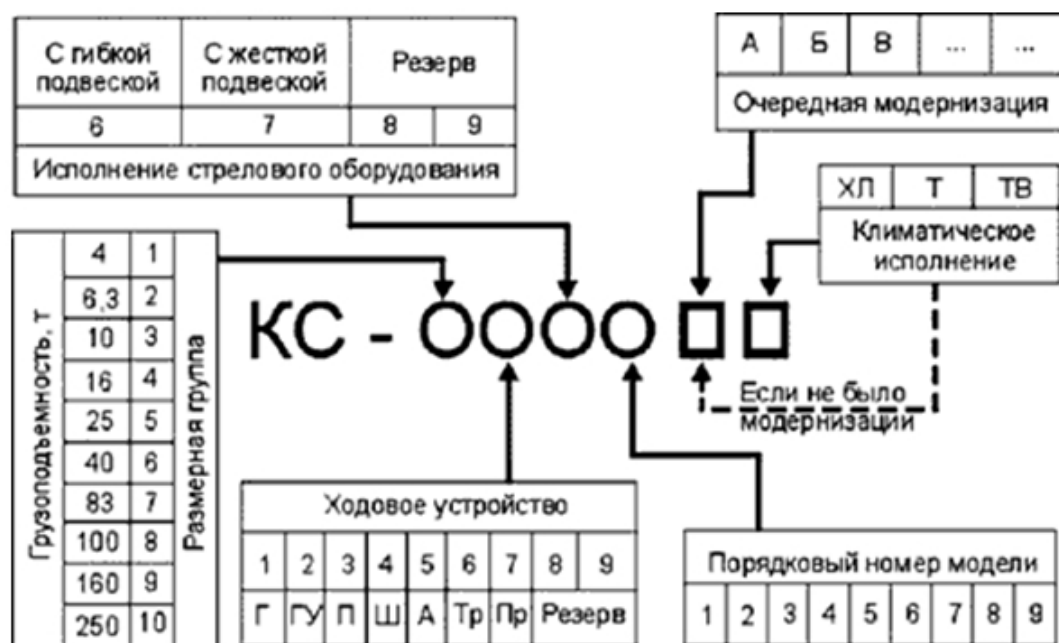 С гибкой подвеской
С жесткой подвеской
Резерв
6 7 8 9
Исполнение стрелового оборудования
А Б В ... ...
Очередная модернизация
ХЛ Т ТВ
Климатическое исполнение
Грузоподъемность, т
Размерная группа
4 1
6,3 2
10 3
16 4
25 5
40 6
83 7
100 8
160 9
250 10
КС - ОООО
Если не было модернизации
Ходовое устройство
1 2 3 4 5 6 7 8 9
Г ГУ П Ш А Тр Пр Резерв
Порядковый номер модели
1 2 3 4 5 6 7 8 9